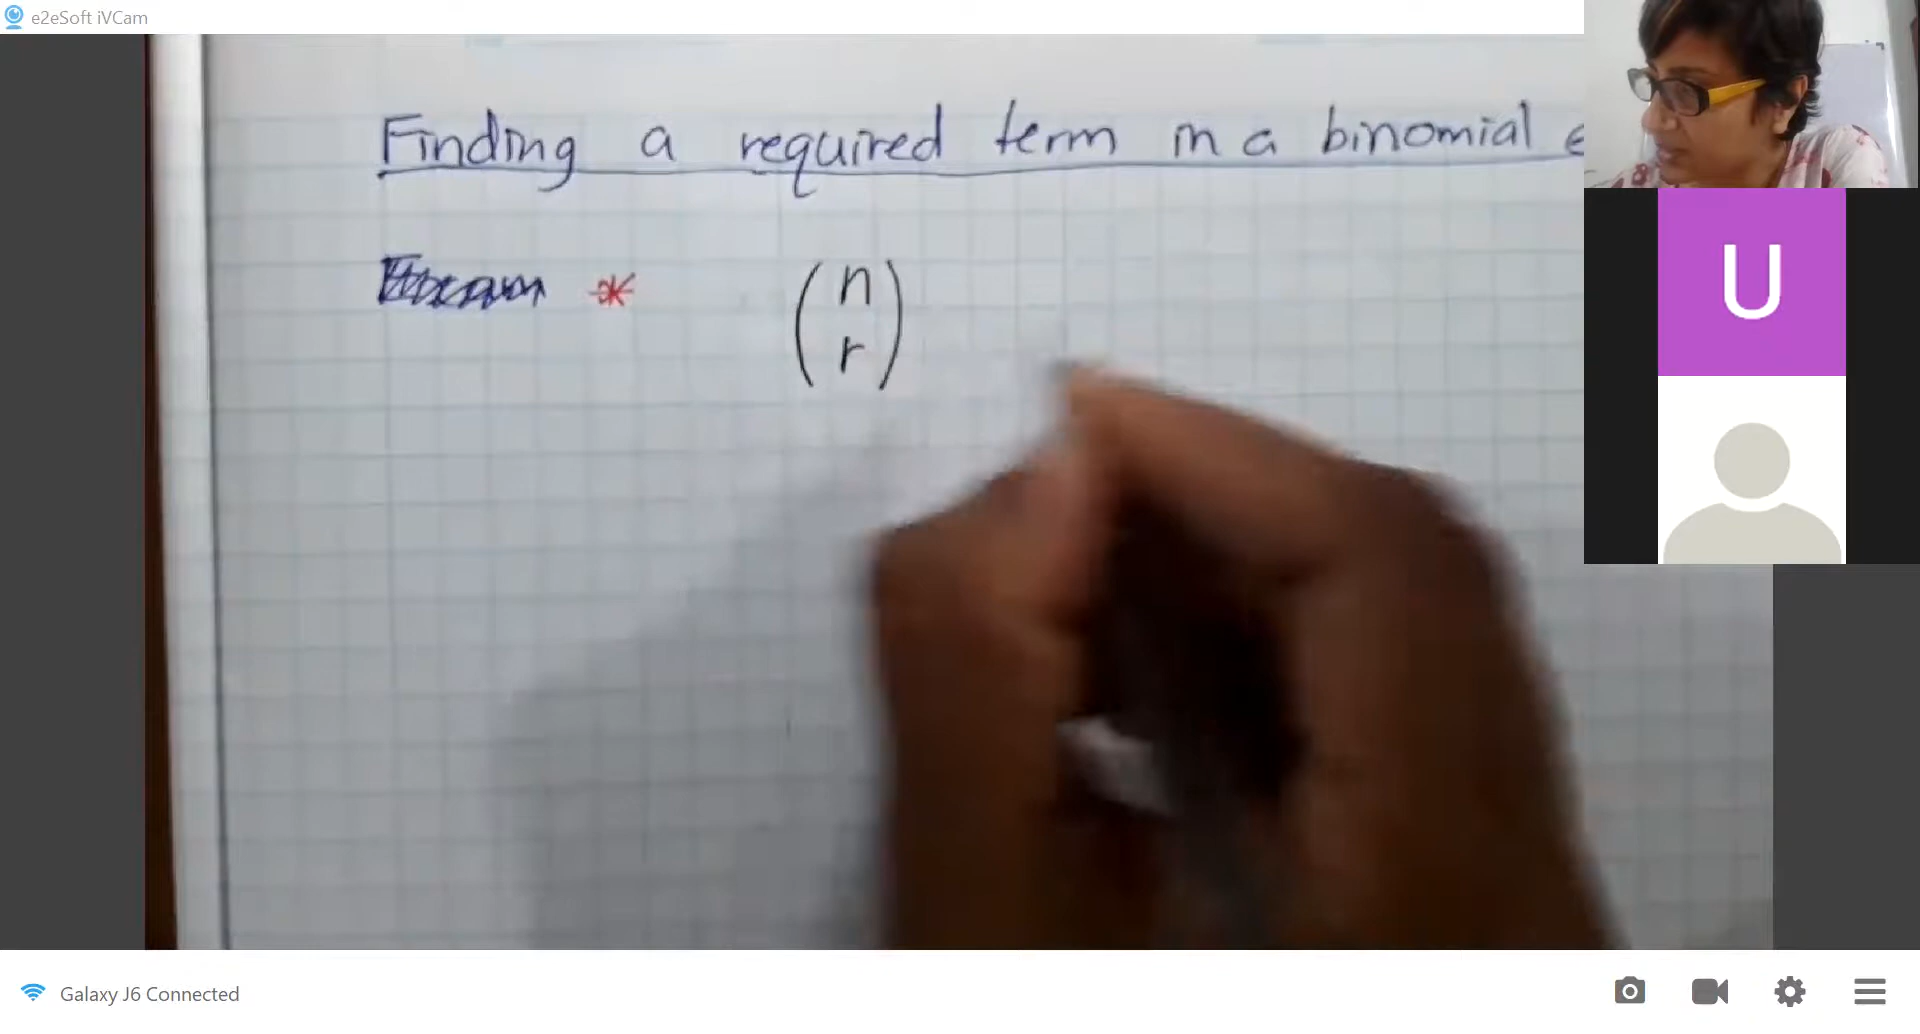 e2eSoft iVCam
Finding a required term in a binomial
*
(n
r)
U
Galaxy J6 Connected